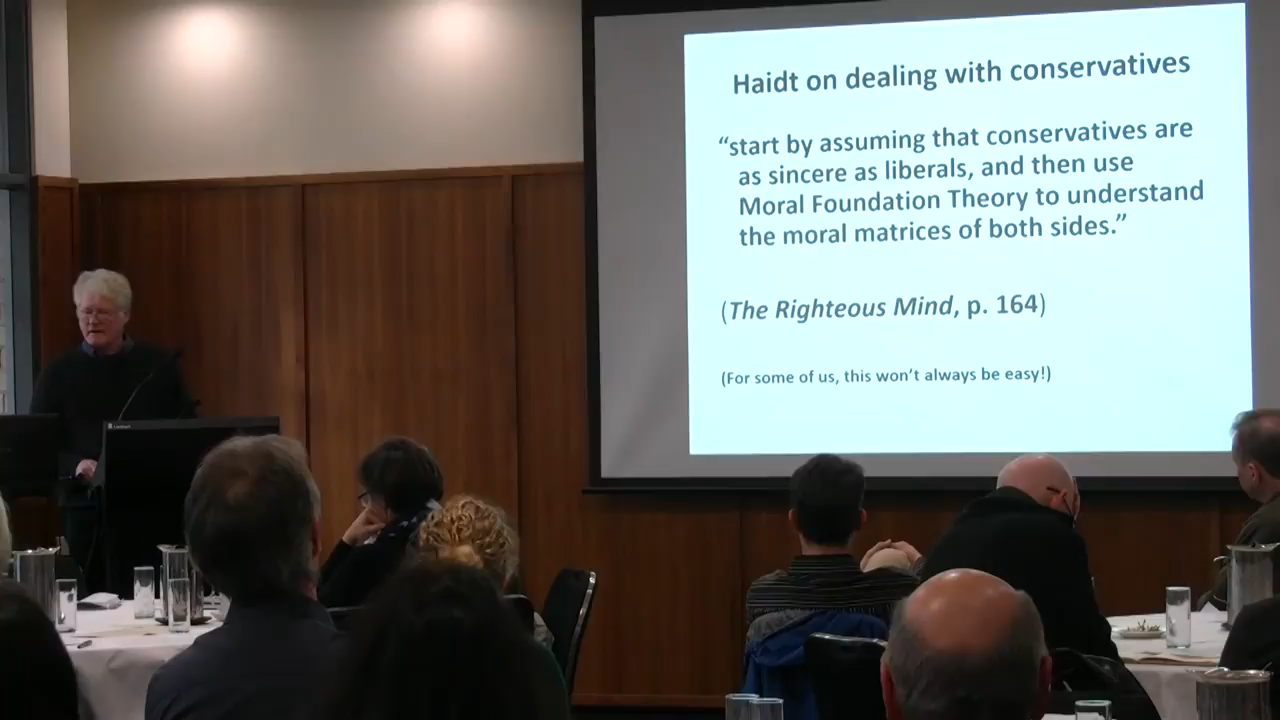 Haidt on dealing with conservatives
“start by assuming that conservatives are
as sincere as liberals, and then use
Moral Foundation Theory to understand
the moral matrices of both sides.”
(The Righteous Mind, p. 164)
(For some of us, this won’t always be easy!)